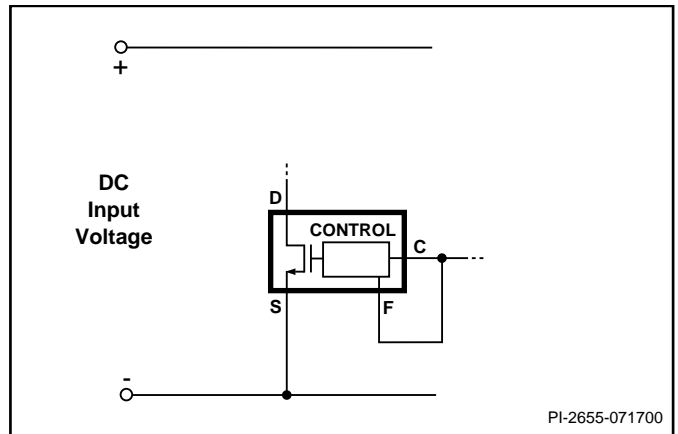 +
DC
Input
Voltage
D
CONTROL
C
S
F
-
PI-2655-071700